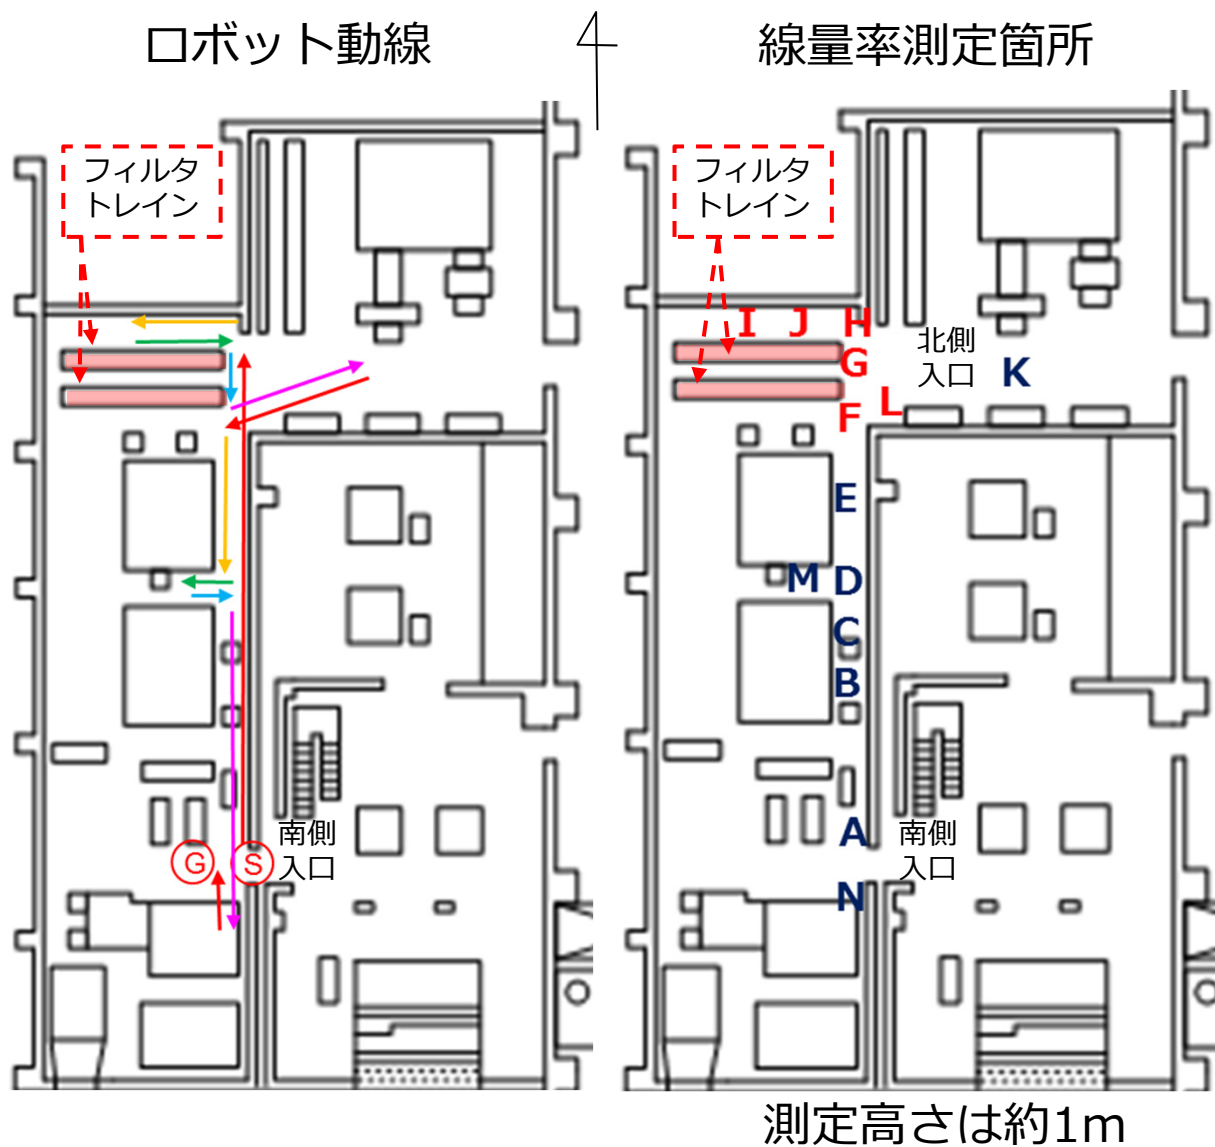 ロボット動線
フィルタ
トレイン
南側
入口
G
S
線量率測定箇所
フィルタ
トレイン
I
J
H
G
北側
入口
K
L
F
E
M
D
C
B
A
南側
入口
N
測定高さは約1m